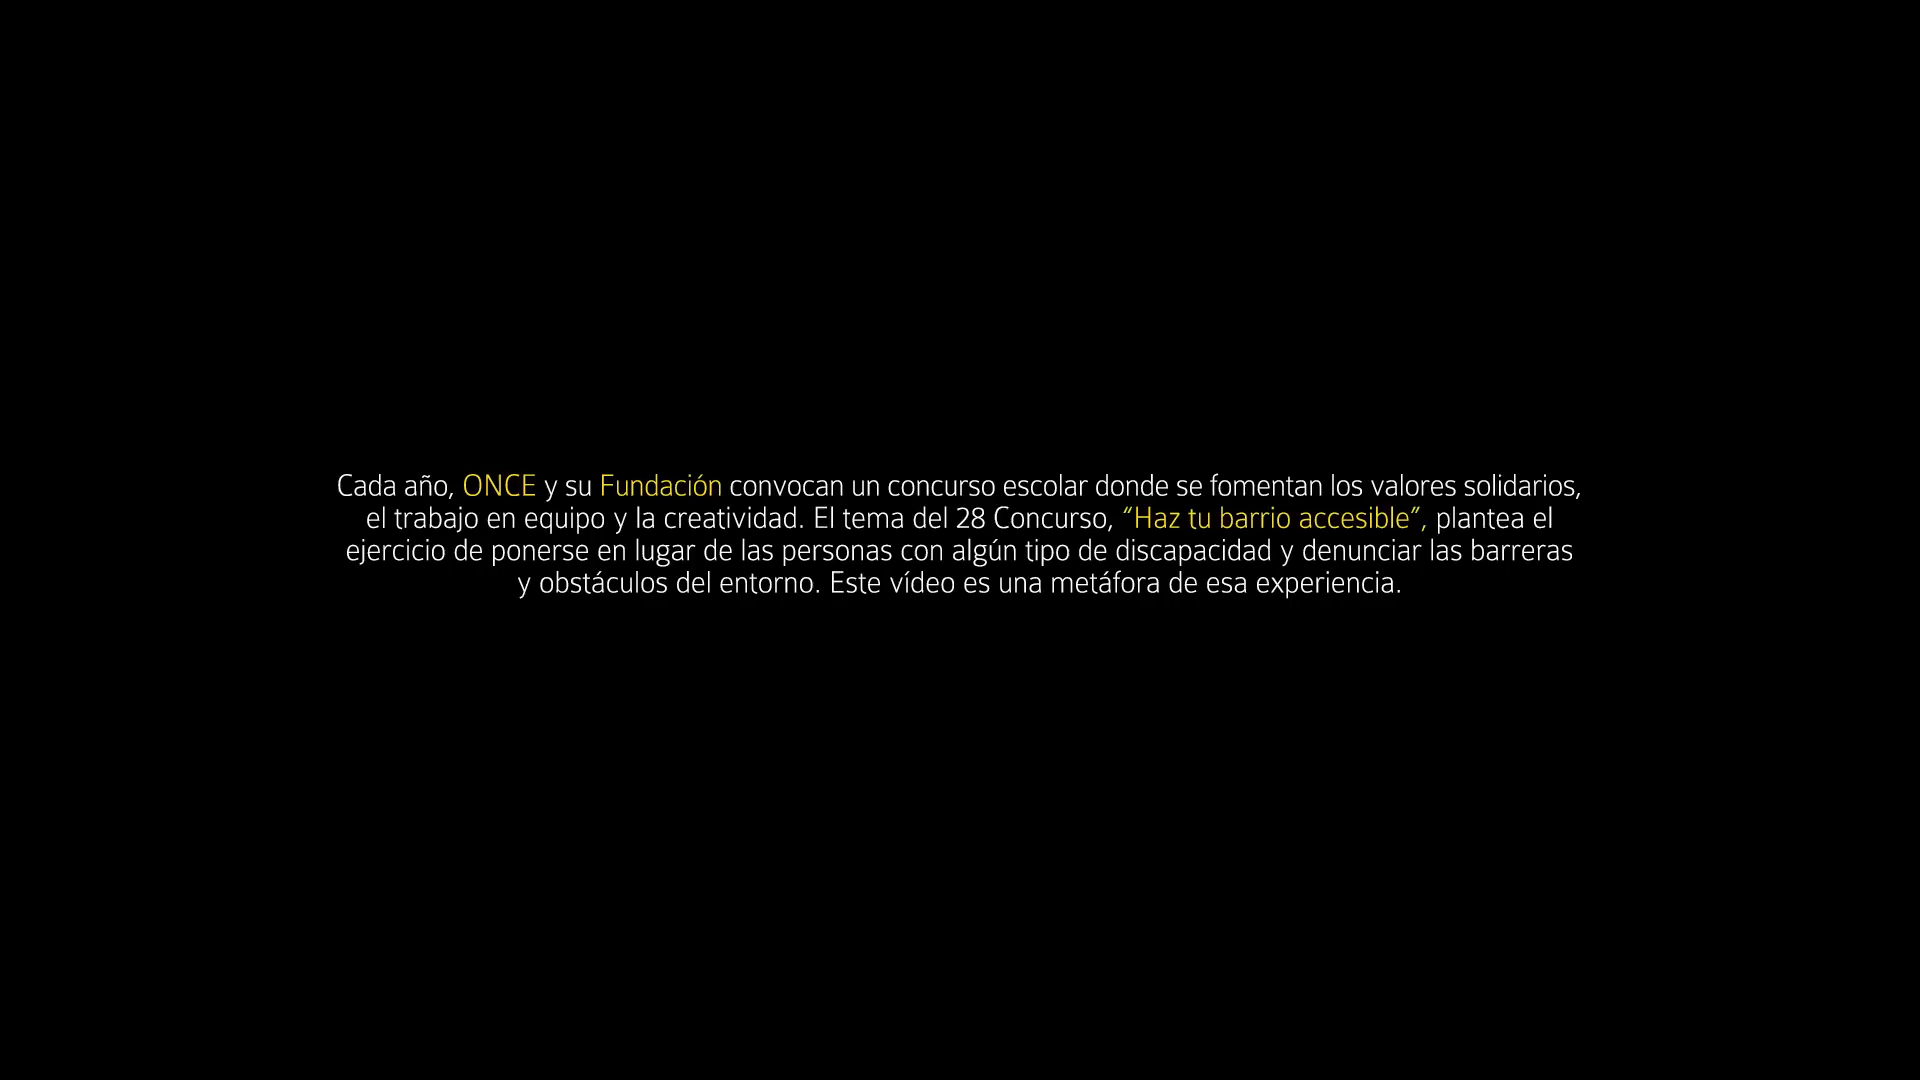 Cada año, ONCE y su Fundación convocan un concurso escolar donde se fomentan los valores solidarios,
el trabajo en equipo y la creatividad. El tema del 28 Concurso, “Haz tu barrio accesible”, plantea el
ejercicio de ponerse en lugar de las personas con algún tipo de discapacidad y denunciar las barreras
y obstáculos del entorno. Este vídeo es una metáfora de esa experiencia.